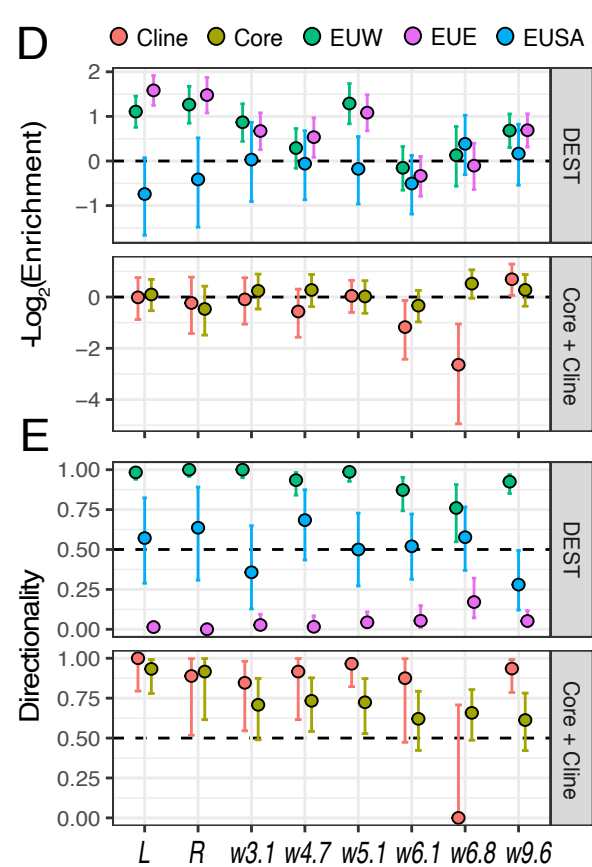 D
Cline Core EUW EUE EUSA
-Log2(Enrichment)
2
1
0
−1
DEST
0
−2
−4
Core + Cline
E
Directionality
1.00
0.75
0.50
0.25
0.00
DEST
1.00
0.75
0.50
0.25
0.00
Core + Cline
L R w3.1 w4.7 w5.1 w6.1 w6.8 w9.6